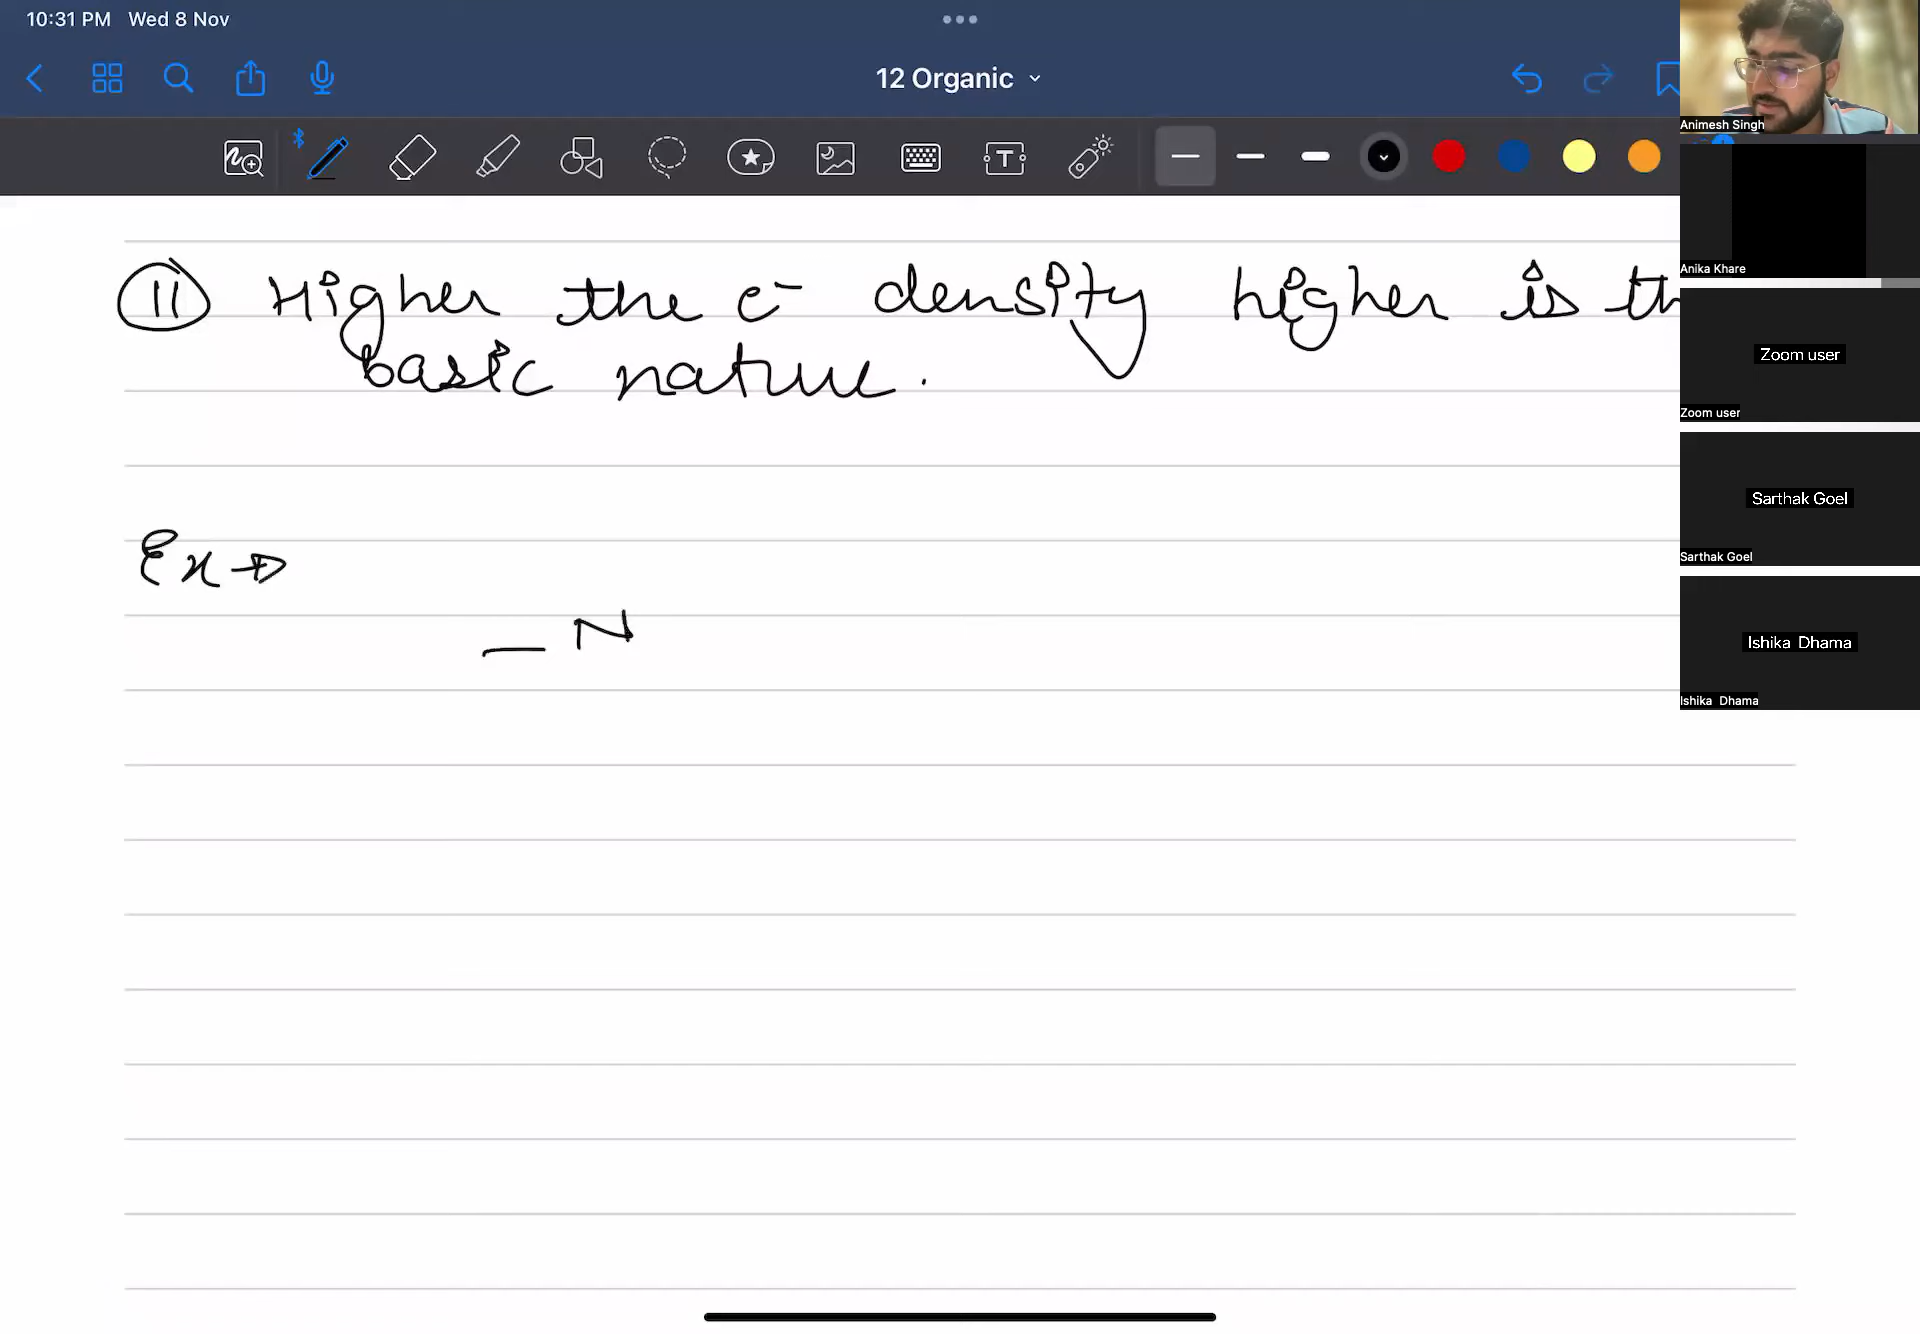 10:31 PM Wed 8 Nov
12 Organic
Animesh Singh
Anika Khare
Zoom user
Zoom user
Sarthak Goel
Sarthak Goel
Ishika Dhama
Ishika Dhama
T
11 Higher the e- density higher is th
basic nature.
Ex →
— N